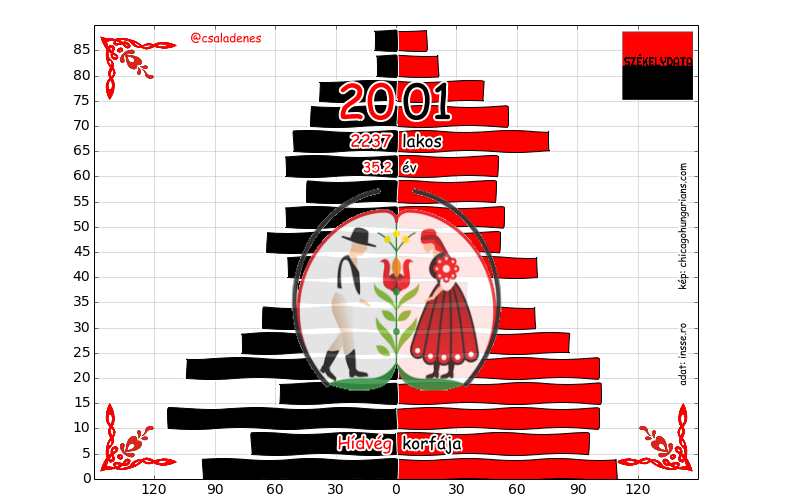 @csaladenes
SZÉKELYDATA
2001
2237 lakos
35.2 év
kép: chicagohungarians.com
adat: insse.ro
Hídvég korfája
85
80
75
70
65
60
55
50
45
40
35
30
25
20
15
10
5
0
120 90 60 30 0 30 60 90 120